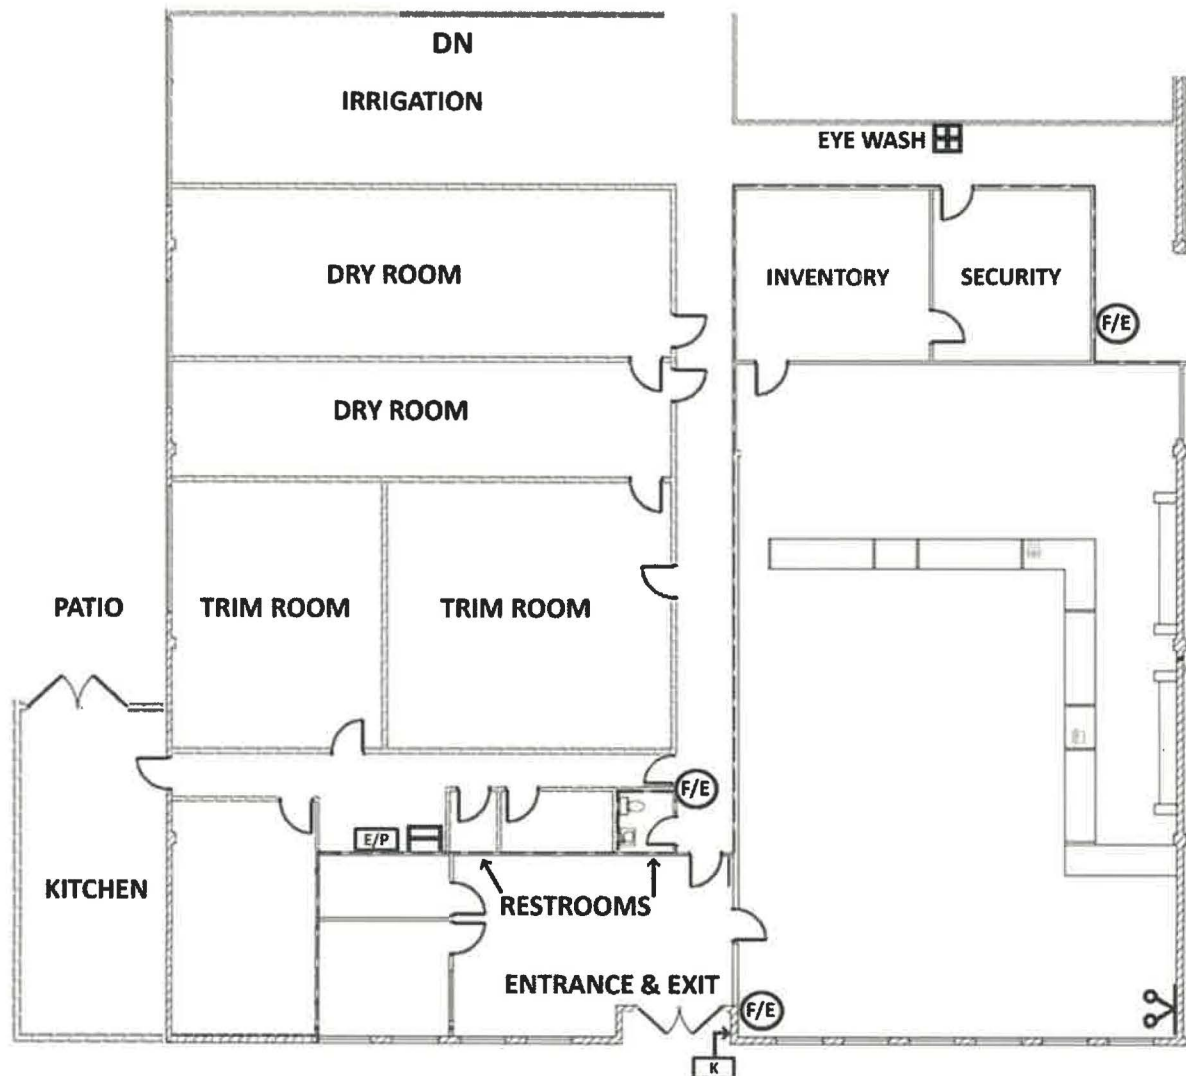 DN
IRRIGATION
EYE WASH
DRY ROOM
INVENTORY
SECURITY
F/E
DRY ROOM
PATIO
TRIM ROOM
TRIM ROOM
F/E
E/P
KITCHEN
RESTROOMS
ENTRANCE & EXIT
F/E
K